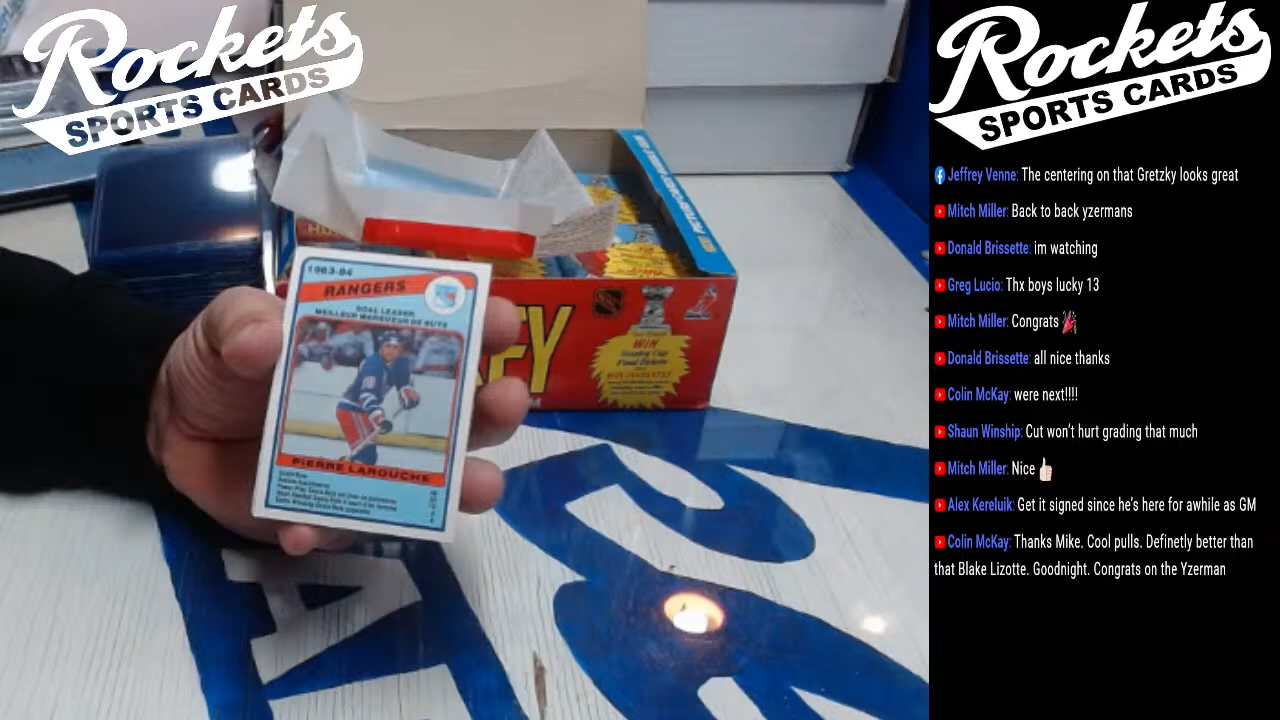 Rockets
SPORTS CARDS
Rockets
SPORTS CARDS
Jeffrey Venne: The centering on that Gretzky looks great
Mitch Miller: Back to back yzermans
Donald Brissette: im watching
Greg Lucio: Thx boys lucky 13
Mitch Miller: Congrats 🎉
Donald Brissette: all nice thanks
Colin McKay: were next!!!!
Shaun Winship: Cut won't hurt grading that much
Mitch Miller: Nice 👍🏻
Alex Kereluik: Get it signed since he's here for awhile as GM
Colin McKay: Thanks Mike. Cool pulls. Definetly better than
that Blake Lizotte. Goodnight. Congrats on the Yzerman
1983-84
RANGERS
GOAL LEADER
MEILLEUR MARQUEUR DE BUTS
PIERRE LAROUCHE
EY
WIN
Stanley Cup
Final Tickets